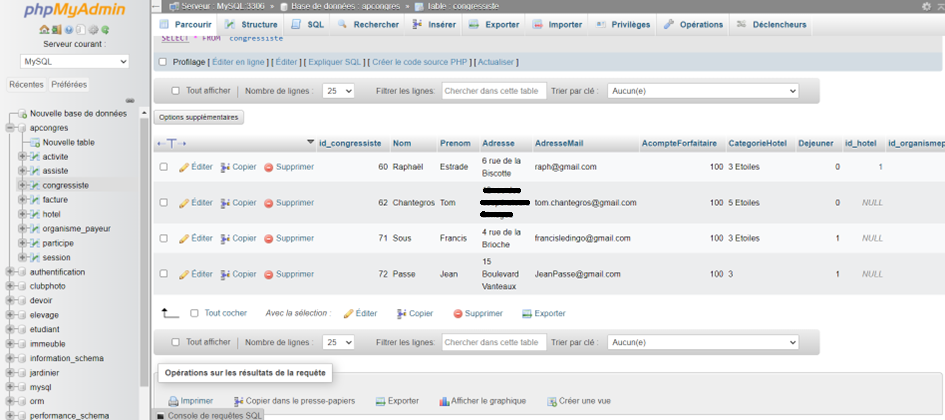 phpMyAdmin
Serveur courant :
MySQL
Récentes Préférées
Nouvelle base de données
apcongres
Nouvelle table
activite
assiste
congressiste
facture
hotel
organisme_payeur
participe
session
authentification
clubphoto
devoir
elevage
etudiant
immeuble
information_schema
jardinier
mysql
orm
performance_schema
Serveur : MySQL:3306 » Base de données : apcongres » Table : congressiste
Parcourir Structure SQL Rechercher Insérer Exporter Importer Privilèges Opérations Déclencheurs
SELECT * FROM `congressiste`
Profilage [ Éditer en ligne ] [ Éditer ] [ Expliquer SQL ] [ Créer le code source PHP ] [ Actualiser ]
Tout afficher Nombre de lignes : 25 Filtrer les lignes: Chercher dans cette table Trier par clé : Aucun(e)
Options supplémentaires
←T→ id_congressiste Nom Prenom Adresse AdresseMail AcompteForfaitaire CategorieHotel Dejeuner id_hotel id_organismep
Éditer Copier Supprimer 60 Raphaël Estrade 6 rue de la Biscotte raph@gmail.com 100 3 Etoiles 0 1
Éditer Copier Supprimer 62 Chantegros Tom tom.chantegros@gmail.com 100 5 Etoiles 0 NULL
Éditer Copier Supprimer 71 Sous Francis 4 rue de la Brioche francisledingo@gmail.com 100 3 Etoiles 1 NULL
Éditer Copier Supprimer 72 Passe Jean 15 Boulevard Vanteaux JeanPasse@gmail.com 100 3 1 NULL
Tout cocher Avec la sélection : Éditer Copier Supprimer Exporter
Tout afficher Nombre de lignes : 25 Filtrer les lignes: Chercher dans cette table Trier par clé : Aucun(e)
Opérations sur les résultats de la requête
Imprimer Copier dans le presse-papiers Exporter Afficher le graphique Créer une vue
Console de requêtes SQL